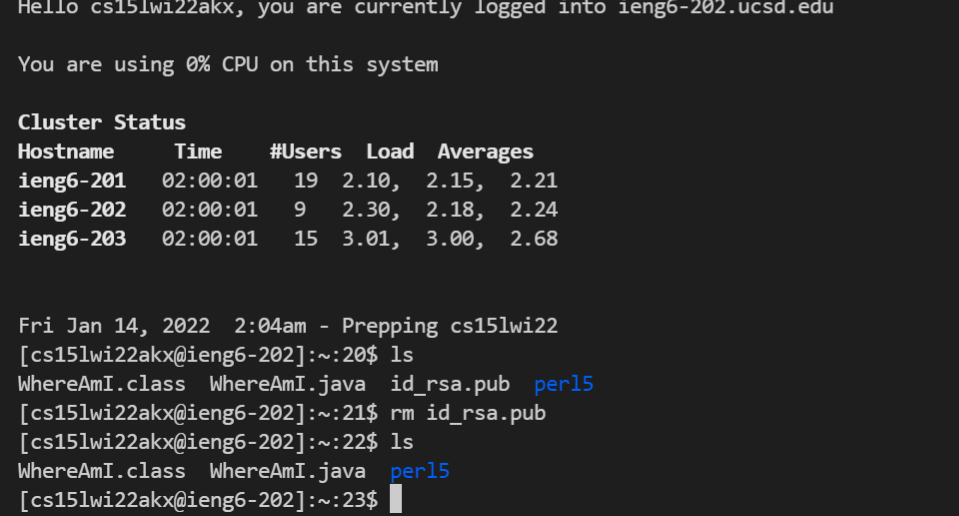 Hello cs15lwi22akx, you are currently logged into ieng6-202.ucsd.edu
You are using 0% CPU on this system
Cluster Status
Hostname     Time    #Users  Load  Averages
ieng6-201   02:00:01   19  2.10,  2.15,  2.21
ieng6-202   02:00:01   9   2.30,  2.18,  2.24
ieng6-203   02:00:01   15  3.01,  3.00,  2.68
Fri Jan 14, 2022  2:04am - Prepping cs15lwi22
[cs15lwi22akx@ieng6-202]:~:20$ ls
WhereAmI.class  WhereAmI.java  id_rsa.pub  perl5
[cs15lwi22akx@ieng6-202]:~:21$ rm id_rsa.pub
[cs15lwi22akx@ieng6-202]:~:22$ ls
WhereAmI.class  WhereAmI.java  perl5
[cs15lwi22akx@ieng6-202]:~:23$